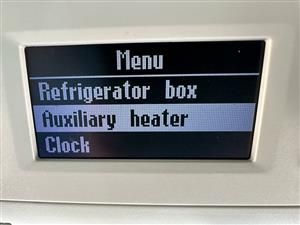 Menu
Refrigerator box
Auxiliary heater
Clock